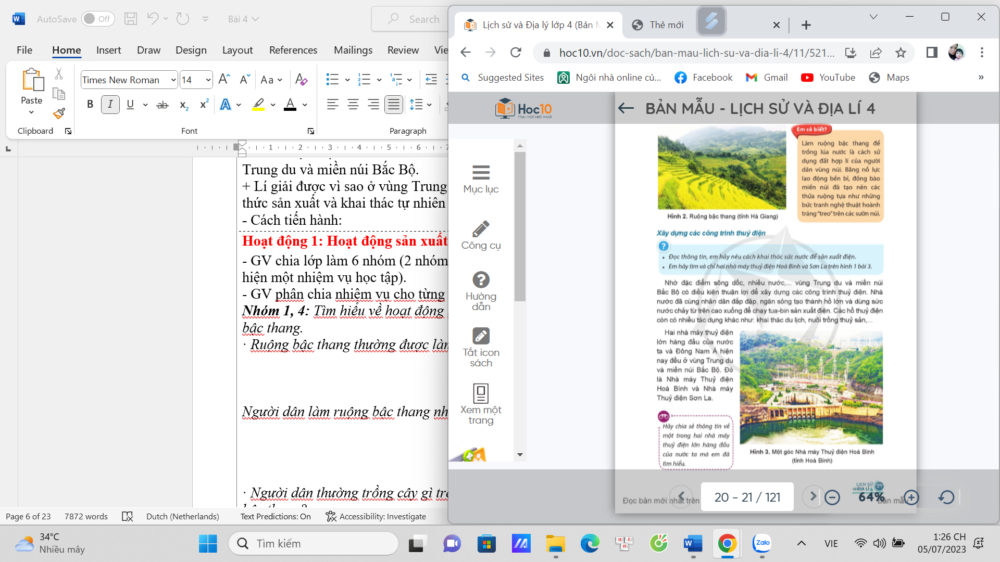 AutoSave
Off
Bài 4
Search
File
Home
Insert
Draw
Design
Layout
References
Mailings
Review
Paste
Clipboard
Times New Roman
14
Aa
B
I
U
ab
A
A
Font
Paragraph
1
2
3
4
5
6
Trung du và miền núi Bắc Bộ.
+ Lí giải được vì sao ở vùng Trung
thức sản xuất và khai thác tự nhiên
- Cách tiến hành:
Hoạt động 1: Hoạt động sản xuất
- GV chia lớp làm 6 nhóm (2 nhóm
hiện một nhiệm vụ học tập).
- GV phân chia nhiệm vụ cho từng
Nhóm 1, 4: Tìm hiểu về hoạt động
bậc thang.
· Ruộng bậc thang thường được làm
Người dân làm ruộng bậc thang nh
· Người dân thường trồng cây gì trê
Page 6 of 23
7872 words
Dutch (Netherlands)
Text Predictions: On
Accessibility: Investigate
Lịch sử và Địa lý lớp 4 (Bản M
Thẻ mới
hoc10.vn/doc-sach/ban-mau-lich-su-va-dia-li-4/11/521...
Suggested Sites
Ngôi nhà online củ...
Facebook
Gmail
YouTube
Maps
»
Hoc10
Học một biết mười
BẢN MẪU - LỊCH SỬ VÀ ĐỊA LÍ 4
Mục lục
Công cụ
Hướng
dẫn
Tắt icon
sách
Xem một
trang
Hình 2. Ruộng bậc thang (tỉnh Hà Giang)
Em có biết?
Làm ruộng bậc thang để
trồng lúa nước là cách sử
dụng đất hợp lí của người
dân vùng núi. Bằng nỗ lực
lao động bền bỉ, đồng bào
miền núi đã tạo nên các
thửa ruộng tựa như những
bức tranh nghệ thuật hoành
tráng "treo" trên các sườn núi.
Xây dựng các công trình thuỷ điện
?
• Đọc thông tin, em hãy nêu cách khai thác sức nước để sản xuất điện.
• Em hãy tìm và chỉ hai nhà máy thuỷ điện Hoà Bình và Sơn La trên hình 1 bài 3.
Nhờ đặc điểm sông dốc, nhiều nước,... vùng Trung du và miền núi
Bắc Bộ có điều kiện thuận lợi để xây dựng các công trình thuỷ điện. Nhà
nước đã cùng nhân dân đắp đập, ngăn sông tạo thành hồ lớn và dùng sức
nước chảy từ trên cao xuống để chạy tua-bin sản xuất điện. Các hồ thuỷ điện
còn có nhiều tác dụng khác như: khai thác du lịch, nuôi trồng thuỷ sản,...
Hai nhà máy thuỷ điện
lớn hàng đầu của nước
ta và Đông Nam Á hiện
nay đều ở vùng Trung du
và miền núi Bắc Bộ. Đó
là Nhà máy Thuỷ điện
Hoà Bình và Nhà máy
Thuỷ điện Sơn La.
Hãy chia sẻ thông tin về
một trong hai nhà máy
thuỷ điện lớn hàng đầu
của nước ta mà em đã
tìm hiểu.
Hình 3. Một góc Nhà máy Thuỷ điện Hoà Bình
(tỉnh Hoà Bình)
Đọc bản mới nhất trên
20 - 21 / 121
LỊCH SỬ
VÀ ĐỊA LÍ 4
21
64%
Bản mẫu
34°C
Nhiều mây
Tìm kiếm
Zalo
VIE
1:26 CH
05/07/2023